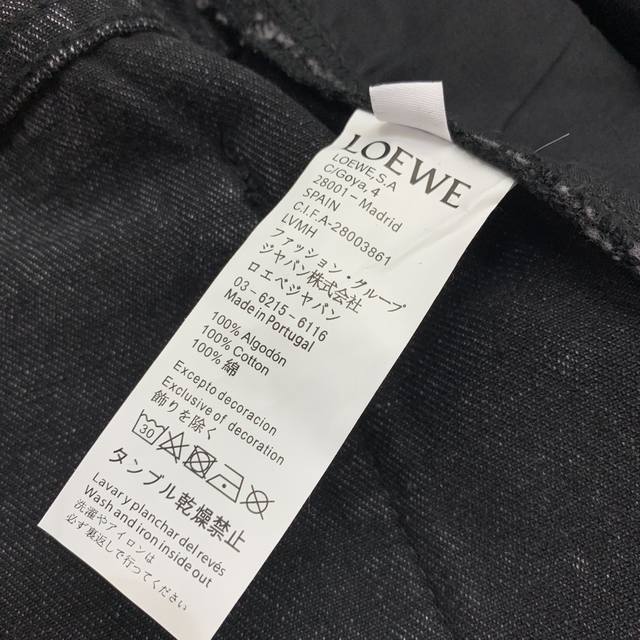 LOEWE
LOEWE,S.A
C/Goya, 4
28001-Madrid
SPAIN
C.I.F.A-28003861
LVMH
ファッション・グループ
ジャパン株式会社
ロエベ・ジャパン
03-6215-6116
Made in Portugal
100% Algodón
100% Cotton
100% 綿
Excepto decoracion
Exclusive of decoration
飾りを除く
30
タンブル乾燥禁止
Lavary planchar del revés
Wash and iron inside out
洗濯やアイロンは
必ず裏返しで行ってください